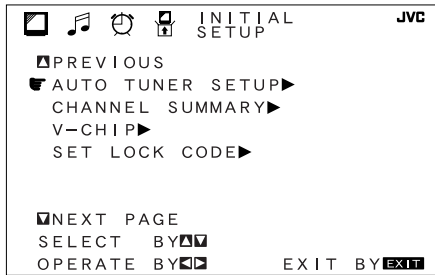 INITIAL SETUP
JVC
PREVIOUS
AUTO TUNER SETUP
CHANNEL SUMMARY
V-CHIP
SET LOCK CODE
NEXT PAGE
SELECT BY
OPERATE BY
EXIT BY EXIT